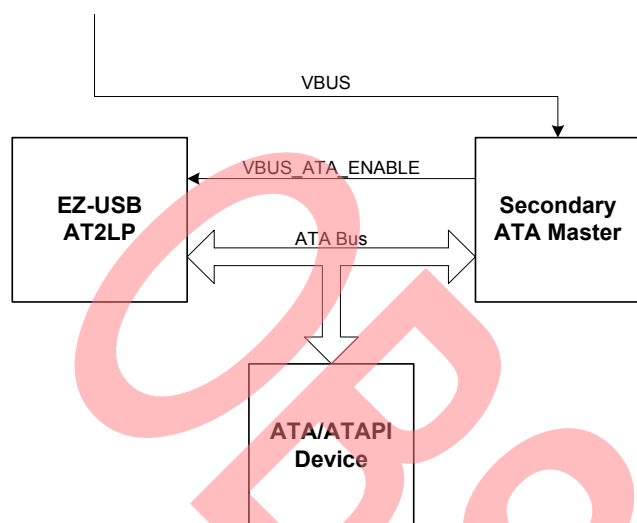 VBUS
VBUS_ATA_ENABLE
EZ-USB
AT2LP
ATA Bus
Secondary
ATA Master
ATA/ATAPI
Device